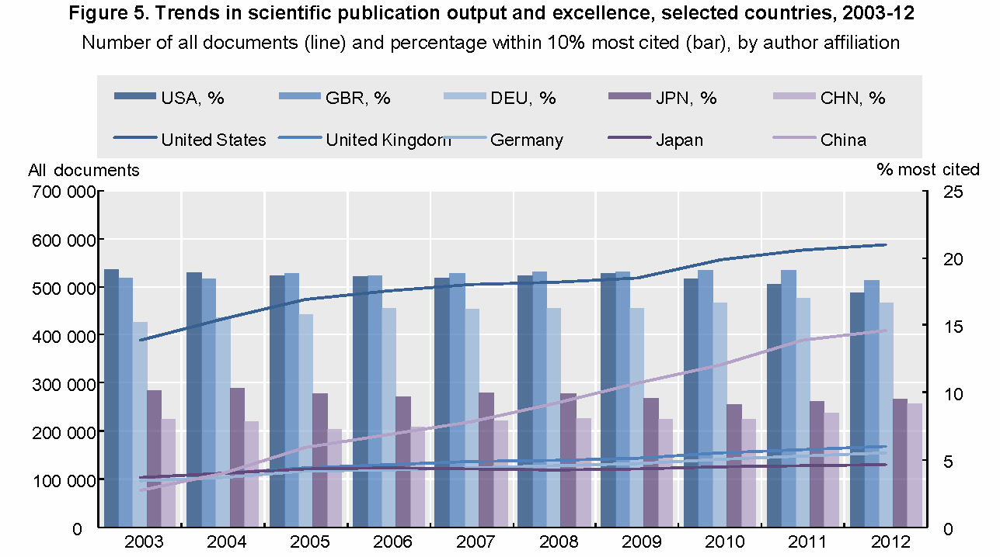 Figure 5. Trends in scientific publication output and excellence, selected countries, 2003-12
Number of all documents (line) and percentage within 10% most cited (bar), by author affiliation
USA, % GBR, % DEU, % JPN, % CHN, %
United States United Kingdom Germany Japan China
All documents % most cited
700 000 25
600 000
20
500 000
15
400 000
300 000
10
200 000
5
100 000
0 0
2003 2004 2005 2006 2007 2008 2009 2010 2011 2012